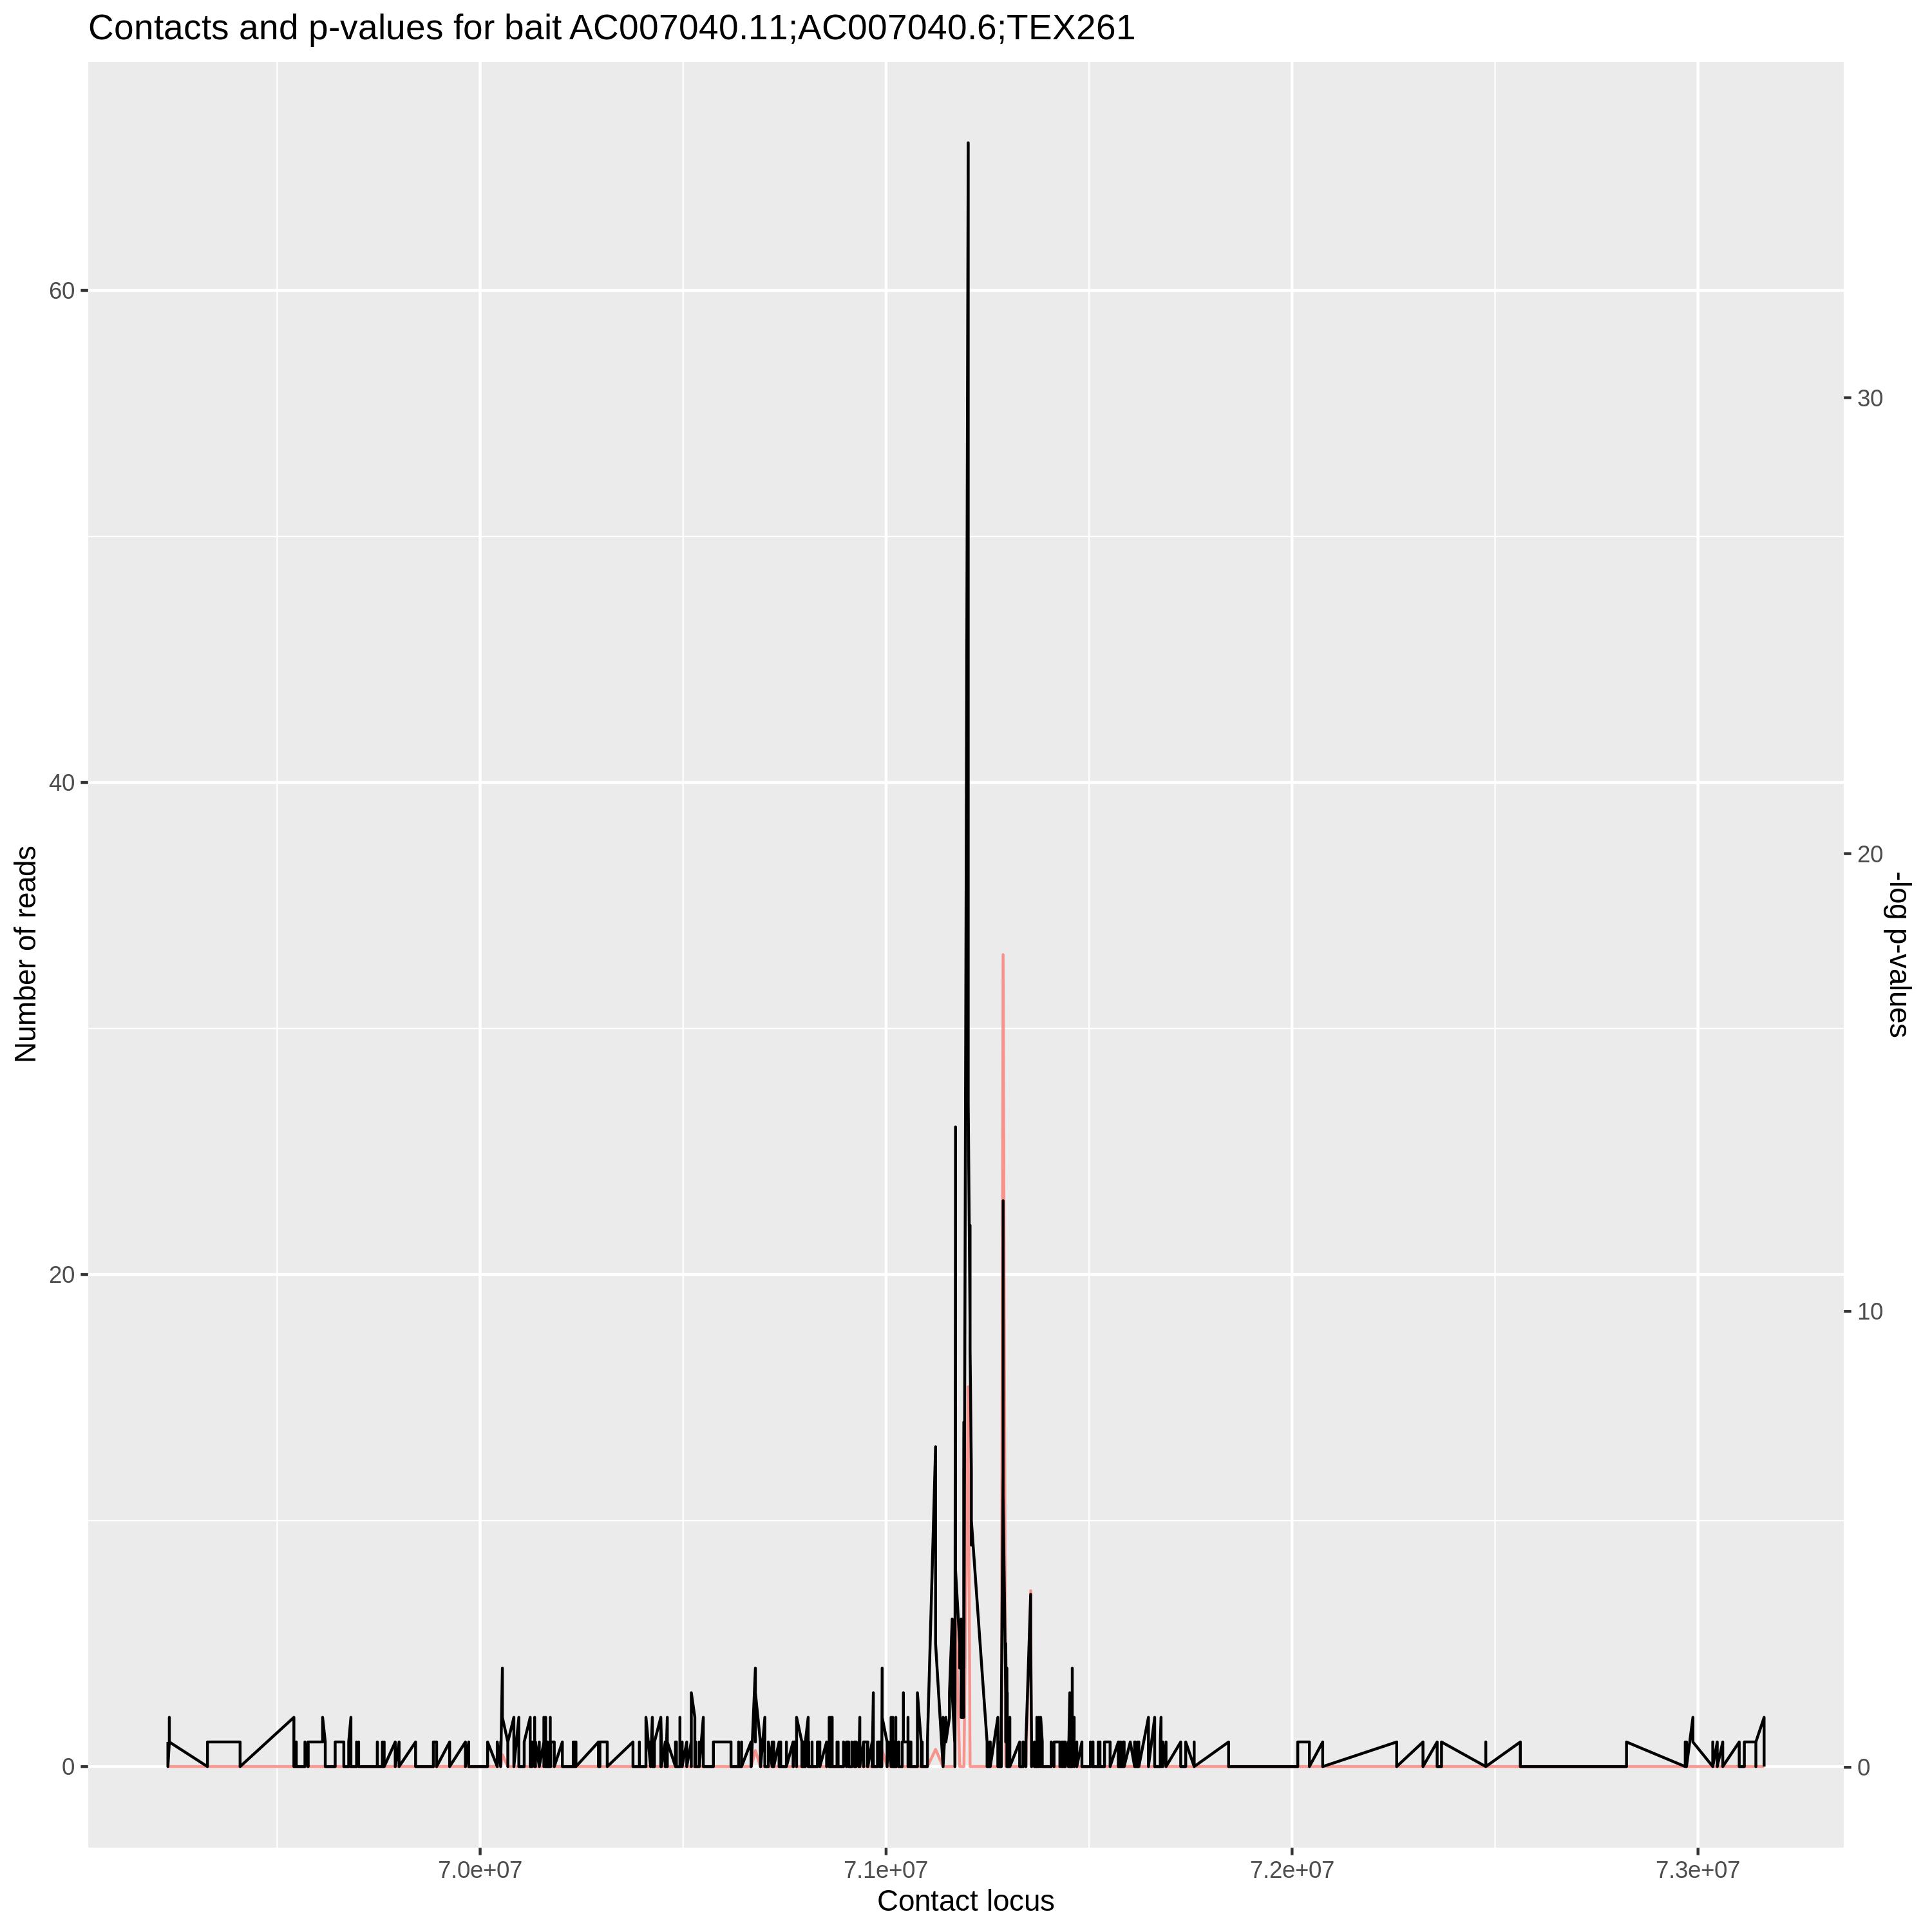 Contacts and p-values for bait AC007040.11;AC007040.6;TEX261
60
40
20
0
Number of reads
30
20
10
0
-log p-values
7.0e+07
7.1e+07
7.2e+07
7.3e+07
Contact locus